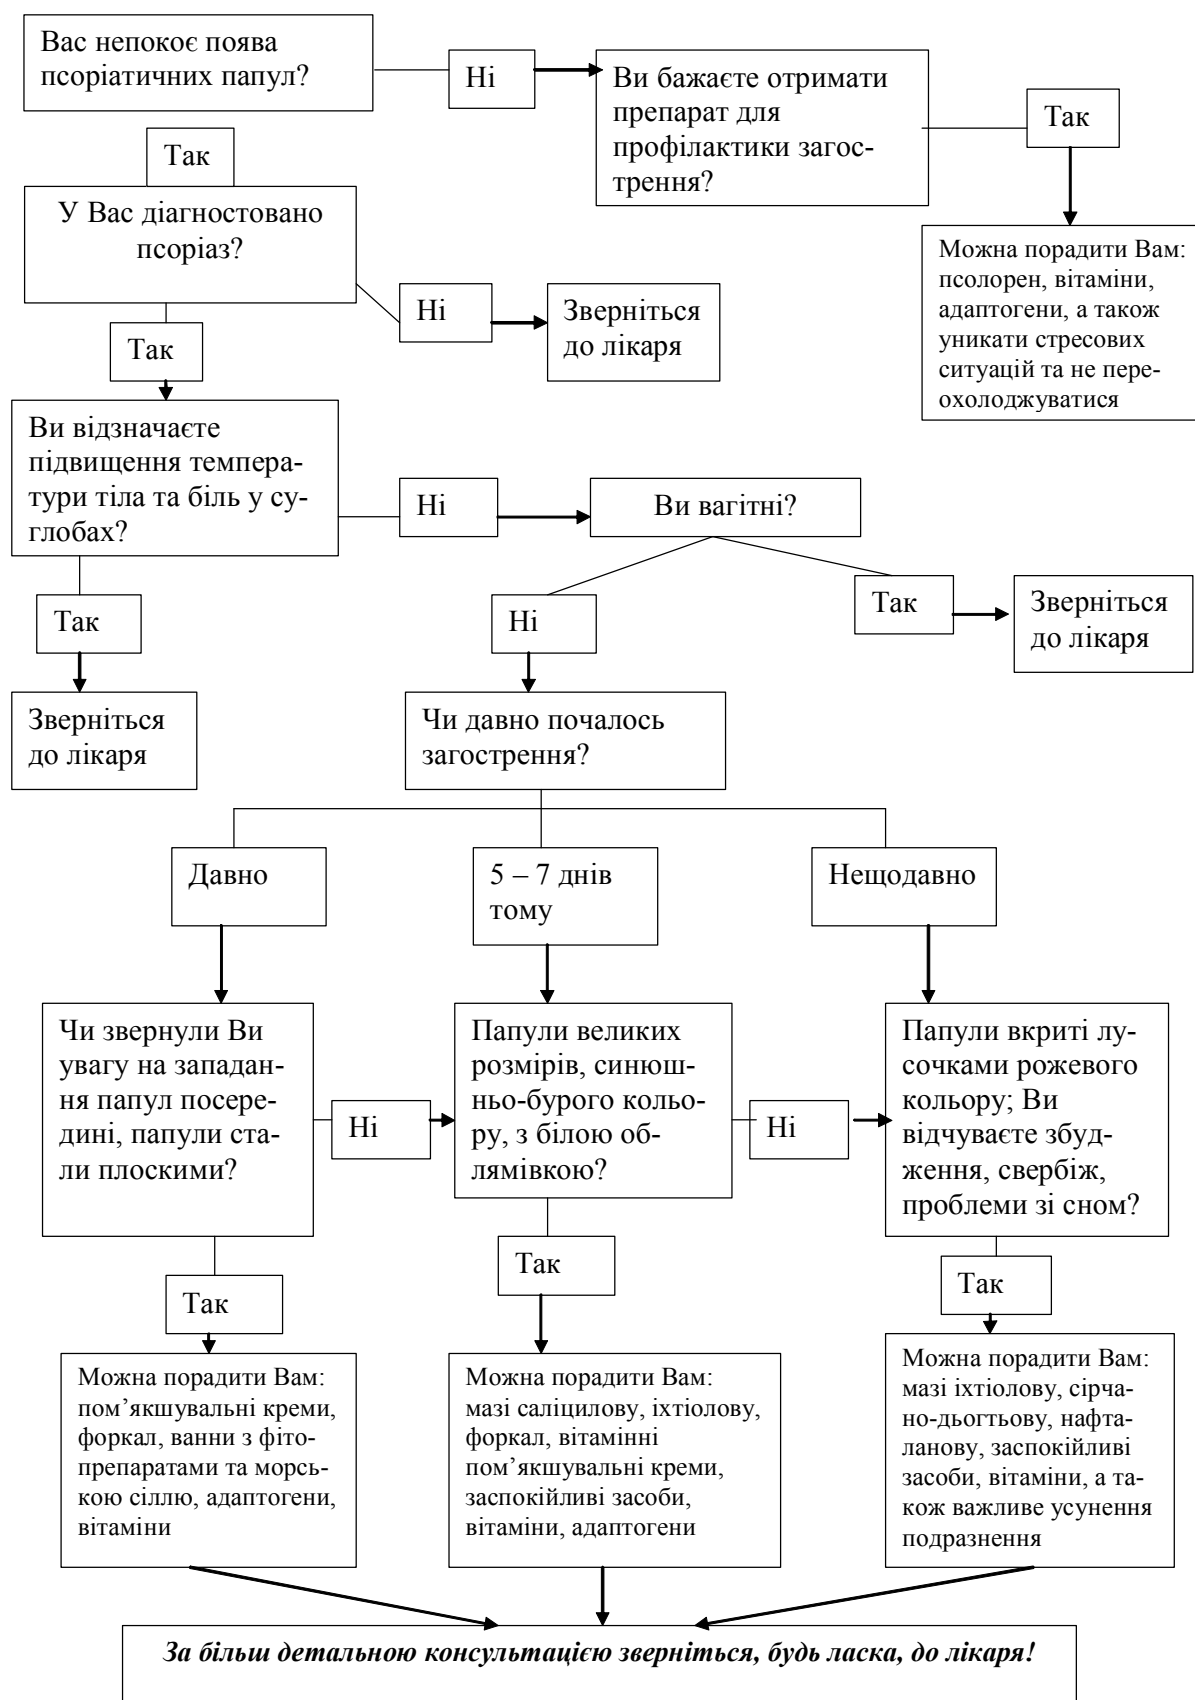 Вас непокоє поява
псоріатичних папул?
Ні
Ви бажаєте отримати
препарат для
профілактики загос-
трення?
Так
Можна порадити Вам:
псолорен, вітаміни,
адаптогени, а також
уникати стресових
ситуацій та не пере-
охолоджуватися
Так
У Вас діагностовано
псоріаз?
Ні
Зверніться
до лікаря
Так
Ви відзначаєте
підвищення темпера-
тури тіла та біль у су-
глобах?
Ні
Ви вагітні?
Так
Зверніться
до лікаря
Ні
Так
Зверніться
до лікаря
Чи давно почалось
загострення?
Давно
5 – 7 днів
тому
Нещодавно
Чи звернули Ви
увагу на западан-
ня папул посере-
дині, папули ста-
ли плоскими?
Ні
Папули великих
розмірів, синюш-
ньо-бурого кольо-
ру, з білою об-
лямівкою?
Ні
Папули вкриті лу-
сочками рожевого
кольору; Ви
відчуваєте збуд-
ження, свербіж,
проблеми зі сном?
Так
Так
Так
Можна порадити Вам:
пом’якшувальні креми,
форкал, ванни з фіто-
препаратами та морсь-
кою сіллю, адаптогени,
вітаміни
Можна порадити Вам:
мазі саліцилову, іхтіолову,
форкал, вітамінні
пом’якшувальні креми,
заспокійливі засоби,
вітаміни, адаптогени
Можна порадити Вам:
мазі іхтіолову, сірча-
но-дьогтьову, нафта-
ланову, заспокійливі
засоби, вітаміни, а та-
кож важливе усунення
подразнення
За більш детальною консультацією зверніться, будь ласка, до лікаря!